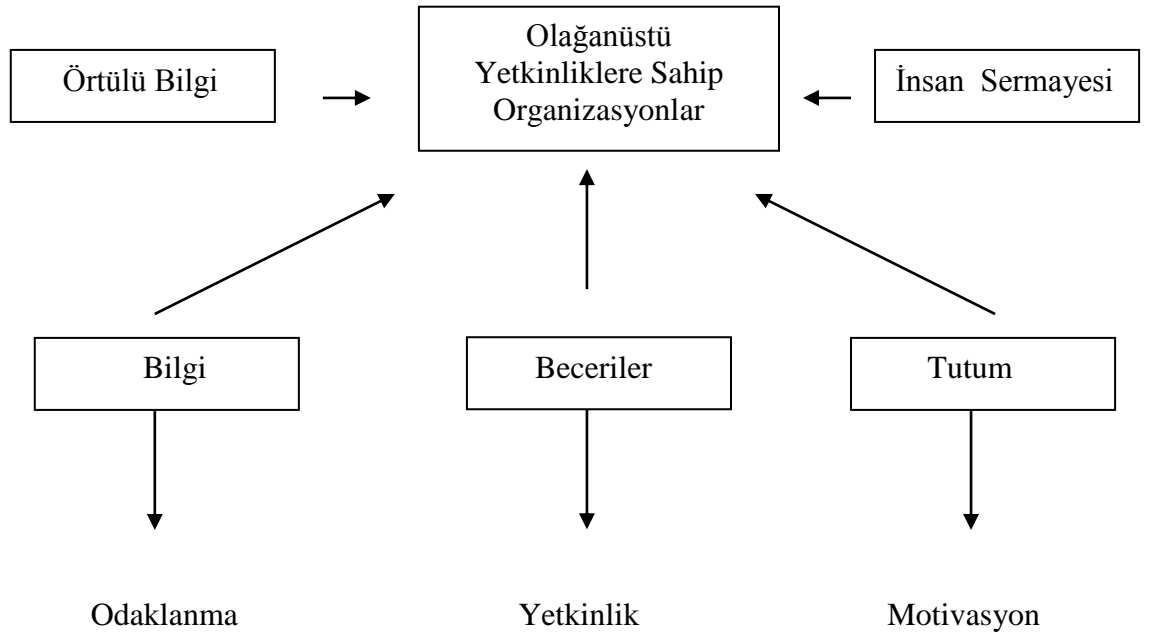 Olağanüstü
Yetkinliklere Sahip
Organizasyonlar
Örtülü Bilgi
İnsan Sermayesi
Bilgi
Beceriler
Tutum
Odaklanma
Yetkinlik
Motivasyon